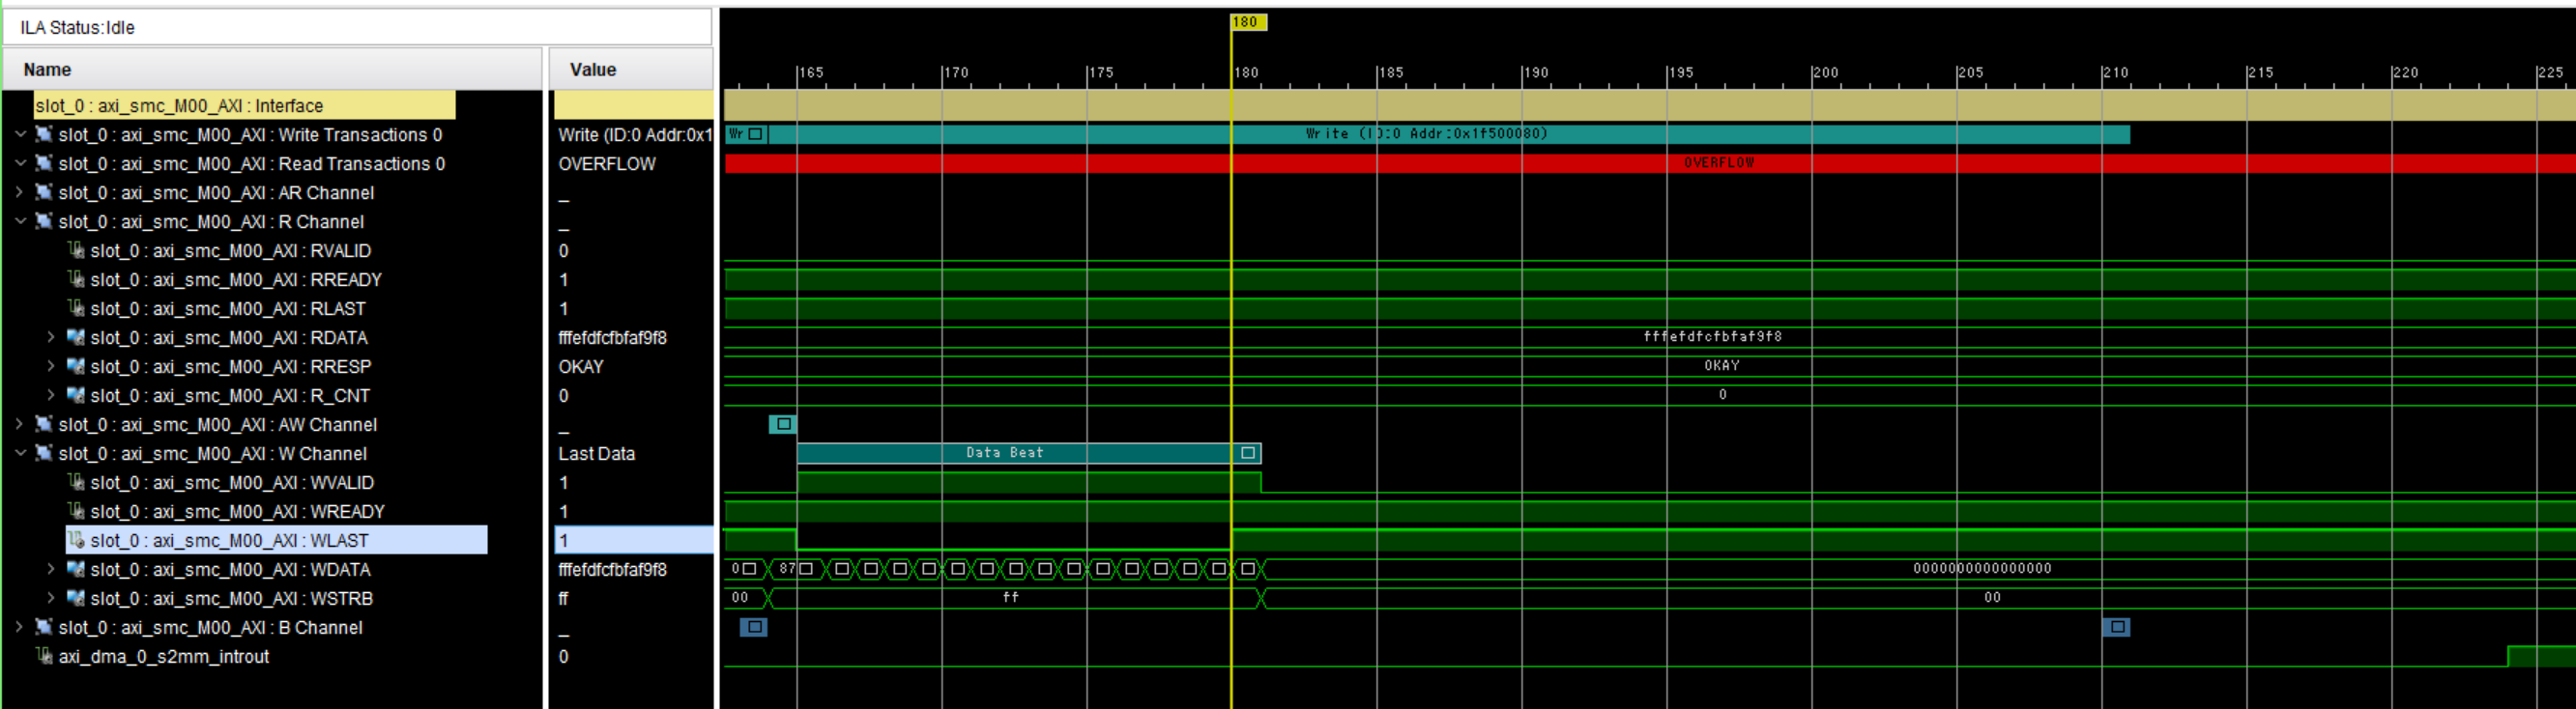 ILA Status:Idle
Name Value
180
165 170 175 180 185 190 195 200 205 210 215 220 225
slot_0 : axi_smc_M00_AXI : Interface
slot_0 : axi_smc_M00_AXI : Write Transactions 0 Write (ID:0 Addr:0x1 Wr Write (ID:0 Addr:0x1f500080)
slot_0 : axi_smc_M00_AXI : Read Transactions 0 OVERFLOW OVERFLOW
slot_0 : axi_smc_M00_AXI : AR Channel _
slot_0 : axi_smc_M00_AXI : R Channel _
slot_0 : axi_smc_M00_AXI : RVALID 0
slot_0 : axi_smc_M00_AXI : RREADY 1
slot_0 : axi_smc_M00_AXI : RLAST 1
slot_0 : axi_smc_M00_AXI : RDATA fffefdfcfbfaf9f8 fffefdfcfbfaf9f8
slot_0 : axi_smc_M00_AXI : RRESP OKAY OKAY
slot_0 : axi_smc_M00_AXI : R_CNT 0 0
slot_0 : axi_smc_M00_AXI : AW Channel _
slot_0 : axi_smc_M00_AXI : W Channel Last Data Data Beat
slot_0 : axi_smc_M00_AXI : WVALID 1
slot_0 : axi_smc_M00_AXI : WREADY 1
slot_0 : axi_smc_M00_AXI : WLAST 1
slot_0 : axi_smc_M00_AXI : WDATA fffefdfcfbfaf9f8 0 87 0000000000000000
slot_0 : axi_smc_M00_AXI : WSTRB ff 00 ff 00
slot_0 : axi_smc_M00_AXI : B Channel _
axi_dma_0_s2mm_introut 0